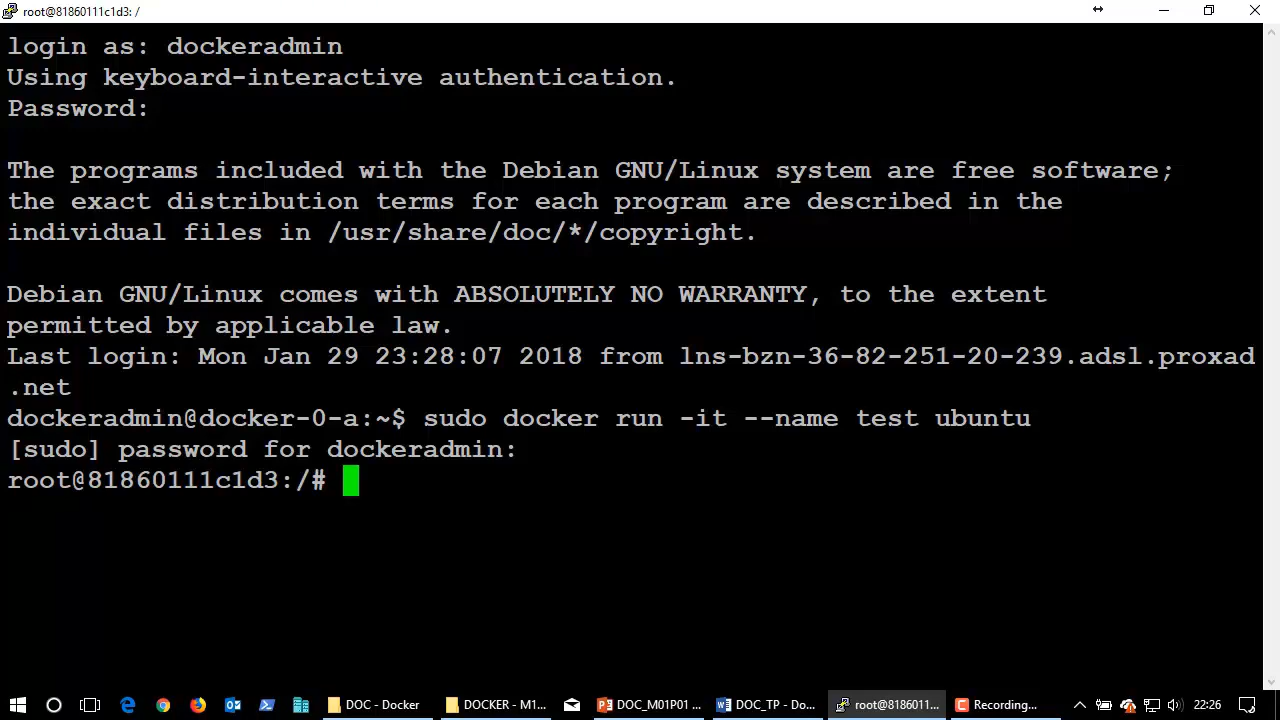 root@81860111c1d3: /
login as: dockeradmin
Using keyboard-interactive authentication.
Password:
The programs included with the Debian GNU/Linux system are free software;
the exact distribution terms for each program are described in the
individual files in /usr/share/doc/*/copyright.
Debian GNU/Linux comes with ABSOLUTELY NO WARRANTY, to the extent
permitted by applicable law.
Last login: Mon Jan 29 23:28:07 2018 from lns-bzn-36-82-251-20-239.adsl.proxad
.net
dockeradmin@docker-0-a:~$ sudo docker run -it --name test ubuntu
[sudo] password for dockeradmin:
root@81860111c1d3:/#
DOC - Docker DOCKER - M1... DOC_M01P01 ... DOC_TP - Do... root@818601... Recording... 22:26